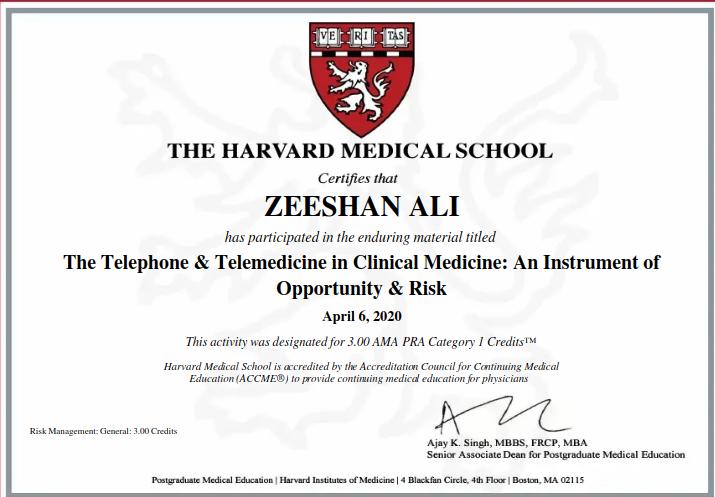 VE RI TAS
THE HARVARD MEDICAL SCHOOL
Certifies that
ZEESHAN ALI
has participated in the enduring material titled
The Telephone & Telemedicine in Clinical Medicine: An Instrument of
Opportunity & Risk
April 6, 2020
This activity was designated for 3.00 AMA PRA Category 1 Credits™
Harvard Medical School is accredited by the Accreditation Council for Continuing Medical
Education (ACCME®) to provide continuing medical education for physicians
Risk Management: General: 3.00 Credits
Ajay K. Singh, MBBS, FRCP, MBA
Senior Associate Dean for Postgraduate Medical Education
Postgraduate Medical Education | Harvard Institutes of Medicine | 4 Blackfan Circle, 4th Floor | Boston, MA 02115